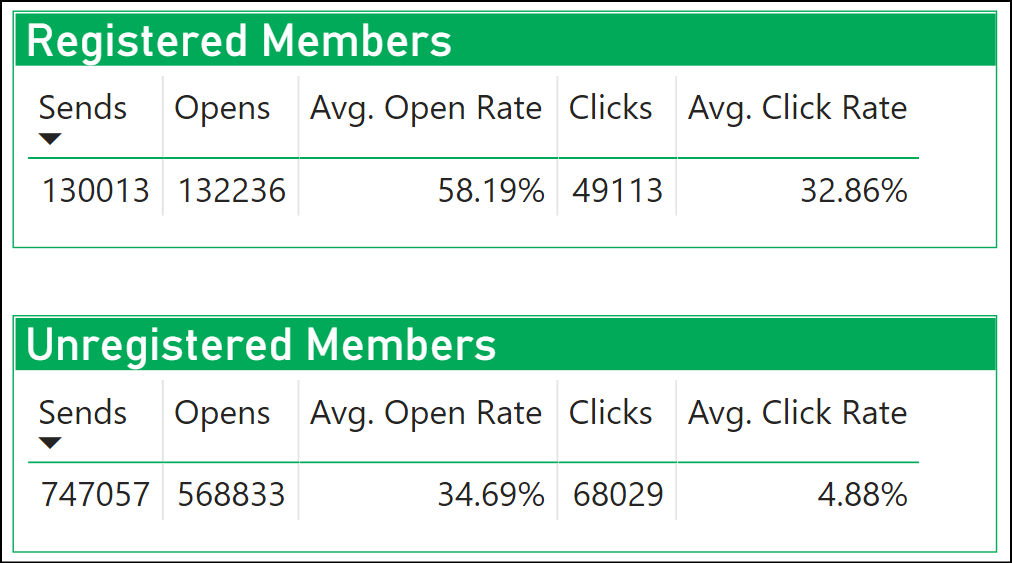 Registered Members
Sends Opens Avg. Open Rate Clicks Avg. Click Rate
130013 132236 58.19% 49113 32.86%
Unregistered Members
Sends Opens Avg. Open Rate Clicks Avg. Click Rate
747057 568833 34.69% 68029 4.88%